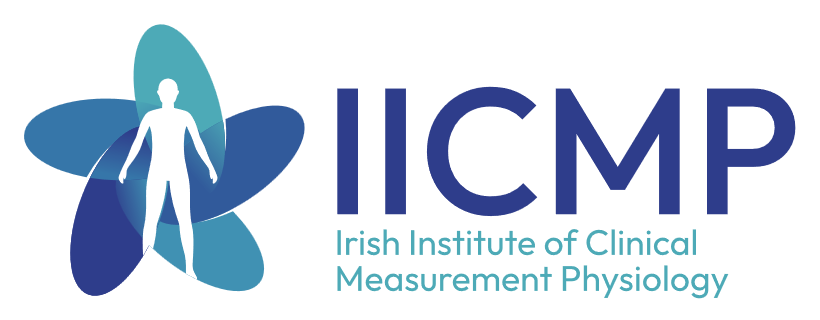 IICMP
Irish Institute of Clinical
Measurement Physiology